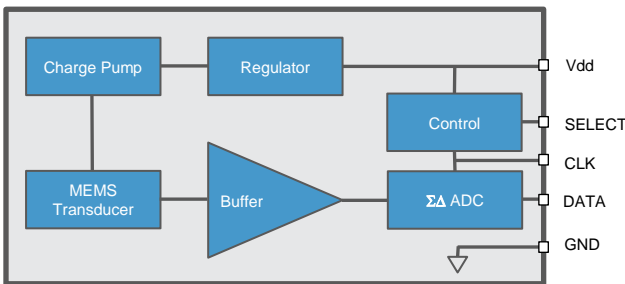 Charge Pump
Regulator
Vdd
Control
SELECT
CLK
MEMS
Transducer
Buffer
ΣΔ ADC
DATA
GND